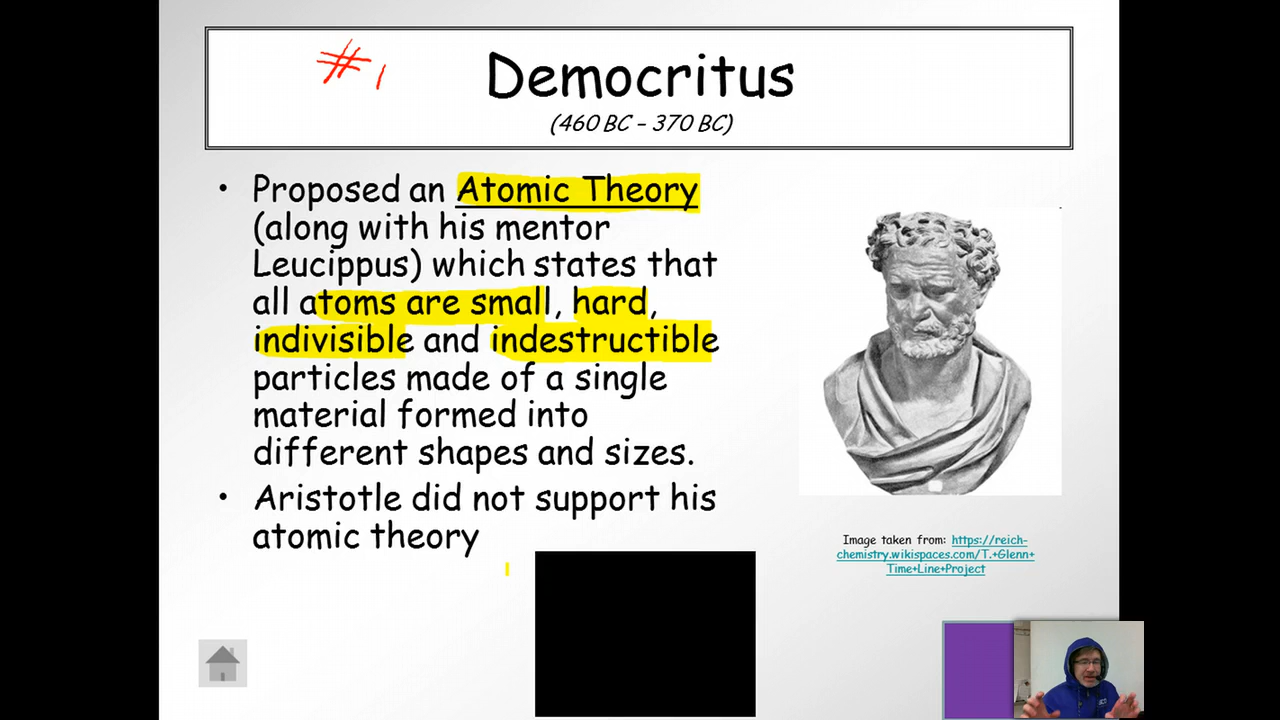 #1
Democritus
(460 BC – 370 BC)
• Proposed an Atomic Theory
(along with his mentor
Leucippus) which states that
all atoms are small, hard,
indivisible and indestructible
particles made of a single
material formed into
different shapes and sizes.
• Aristotle did not support his
atomic theory
Image taken from: https://reich-
chemistry.wikispaces.com/T.+Glenn+
Time+Line+Project